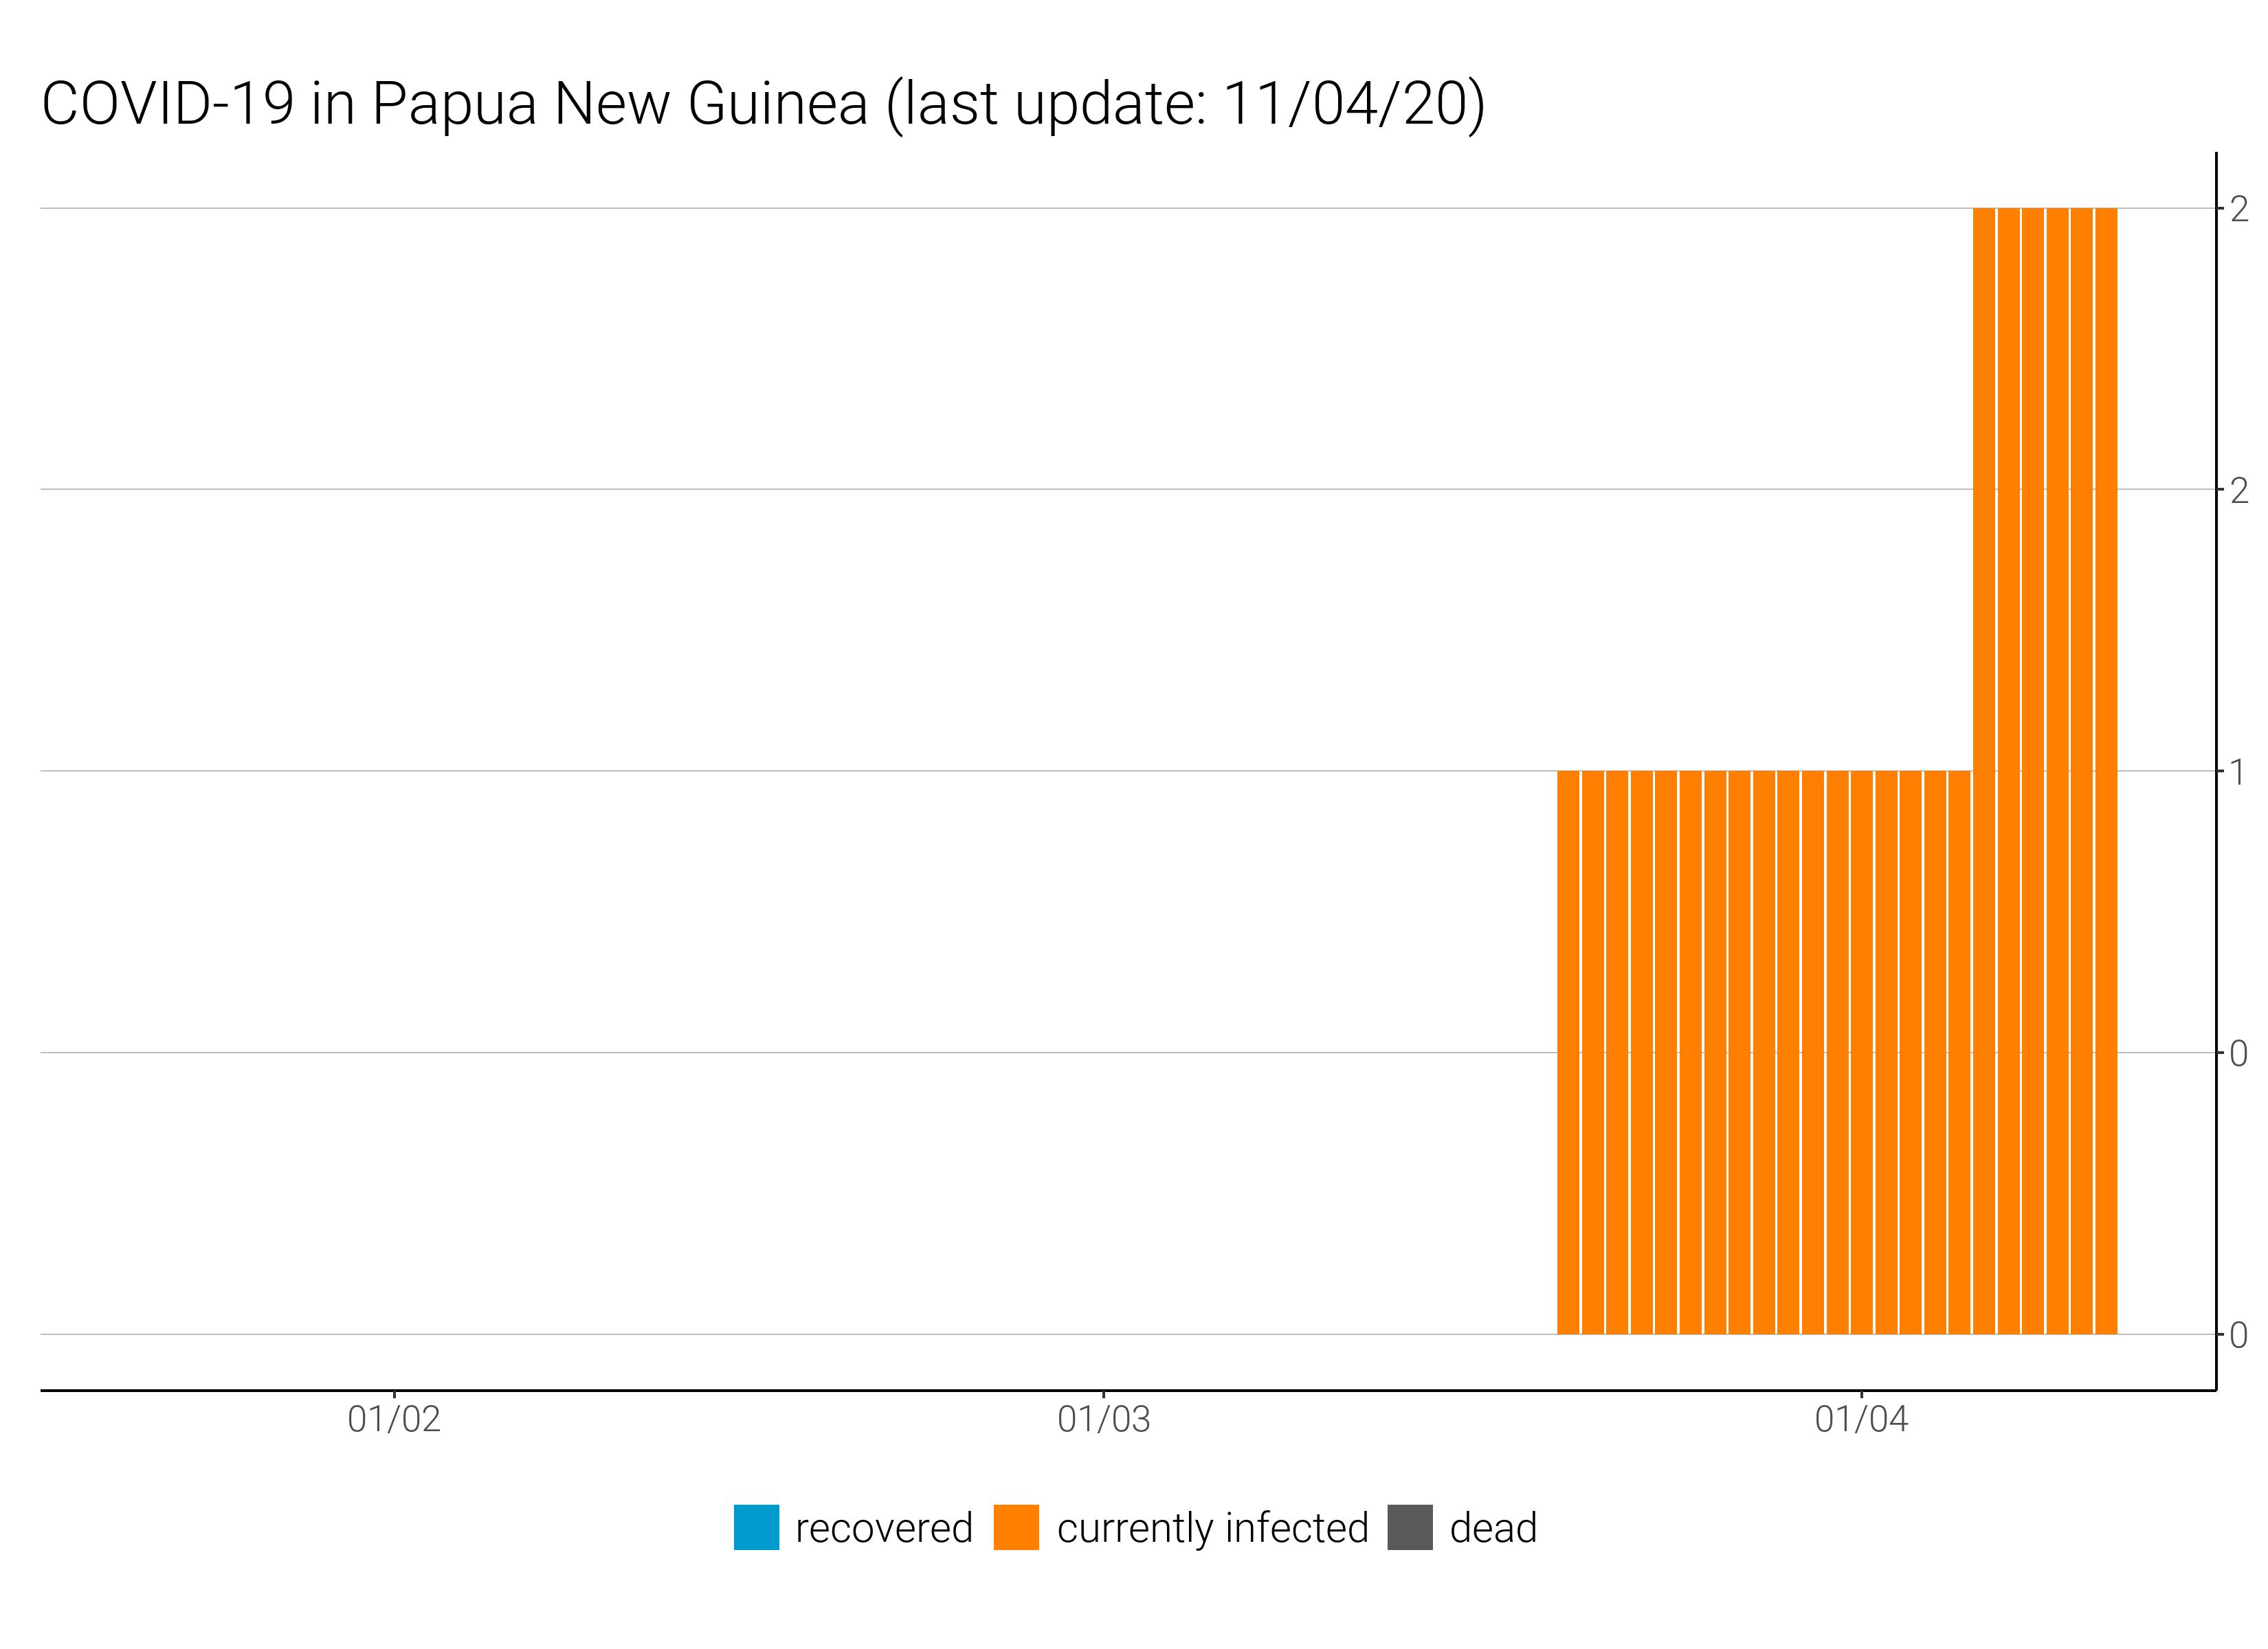 COVID-19 in Papua New Guinea (last update: 11/04/20)
2
2
1
0
0
01/02 01/03 01/04
recovered currently infected dead